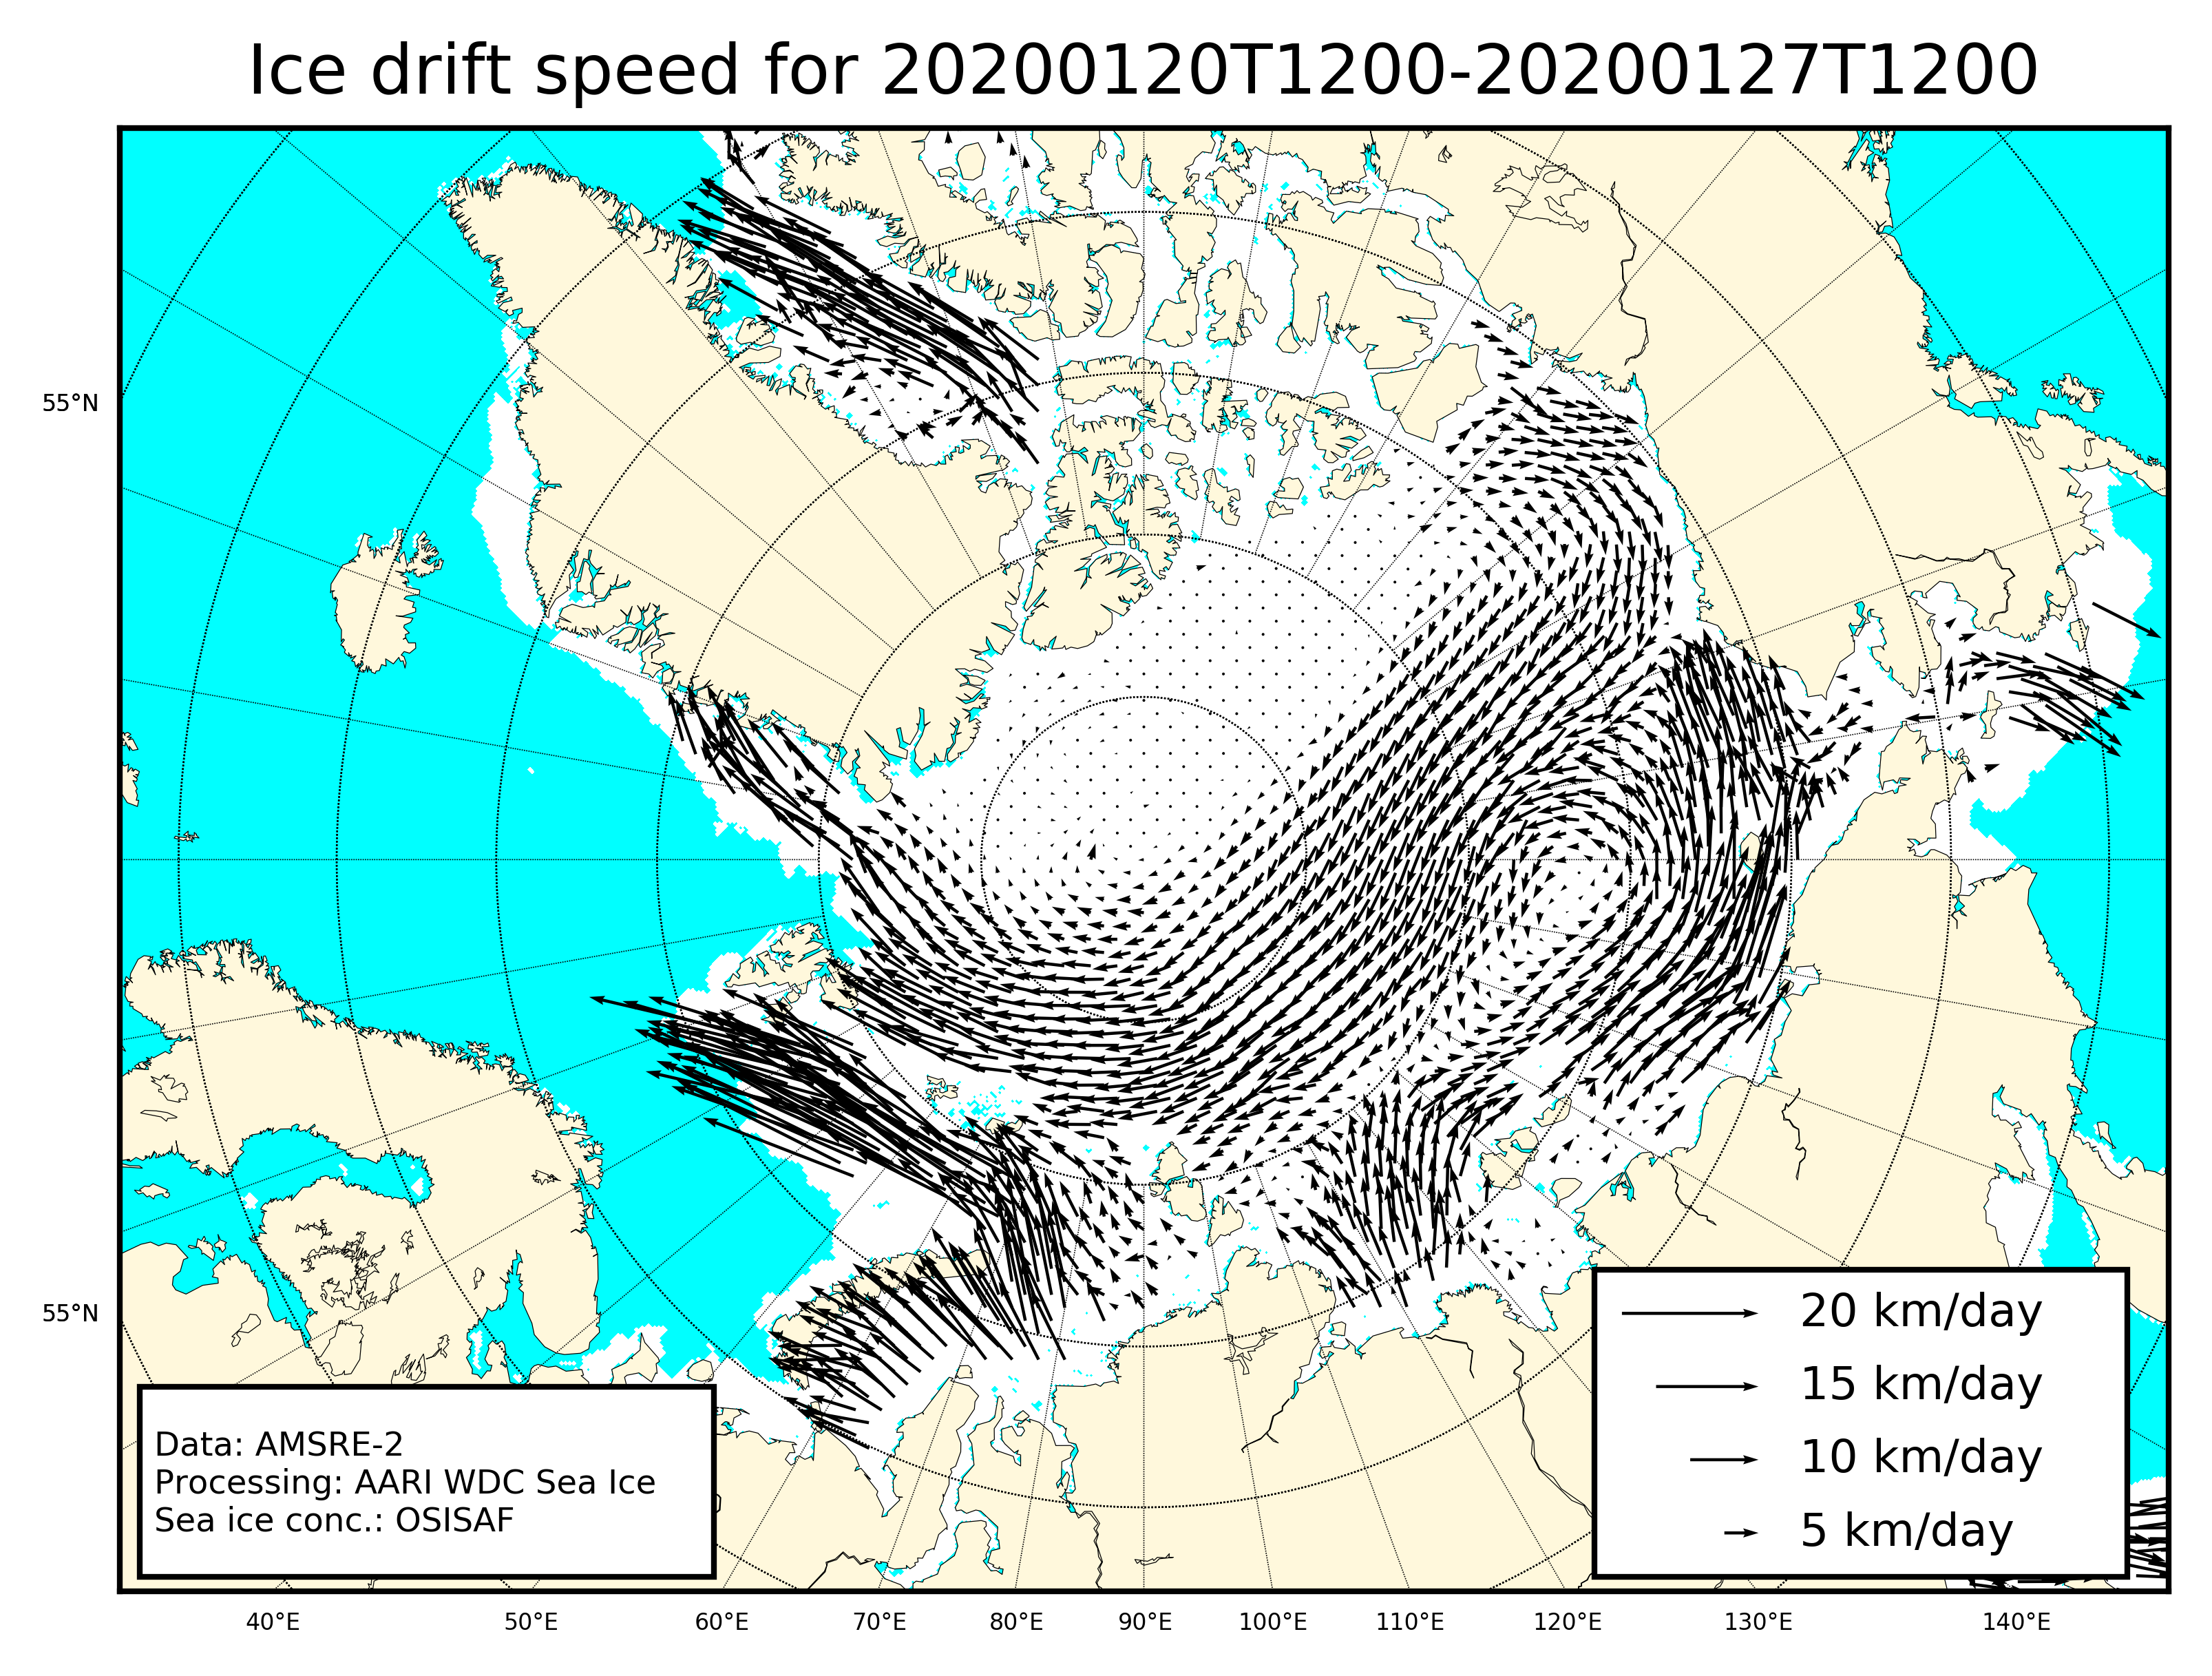 Ice drift speed for 20200120T1200-20200127T1200
55°N
55°N
20 km/day
15 km/day
10 km/day
5 km/day
Data: AMSRE-2
Processing: AARI WDC Sea Ice
Sea ice conc.: OSISAF
40°E
50°E
60°E
70°E
80°E
90°E
100°E
110°E
120°E
130°E
140°E